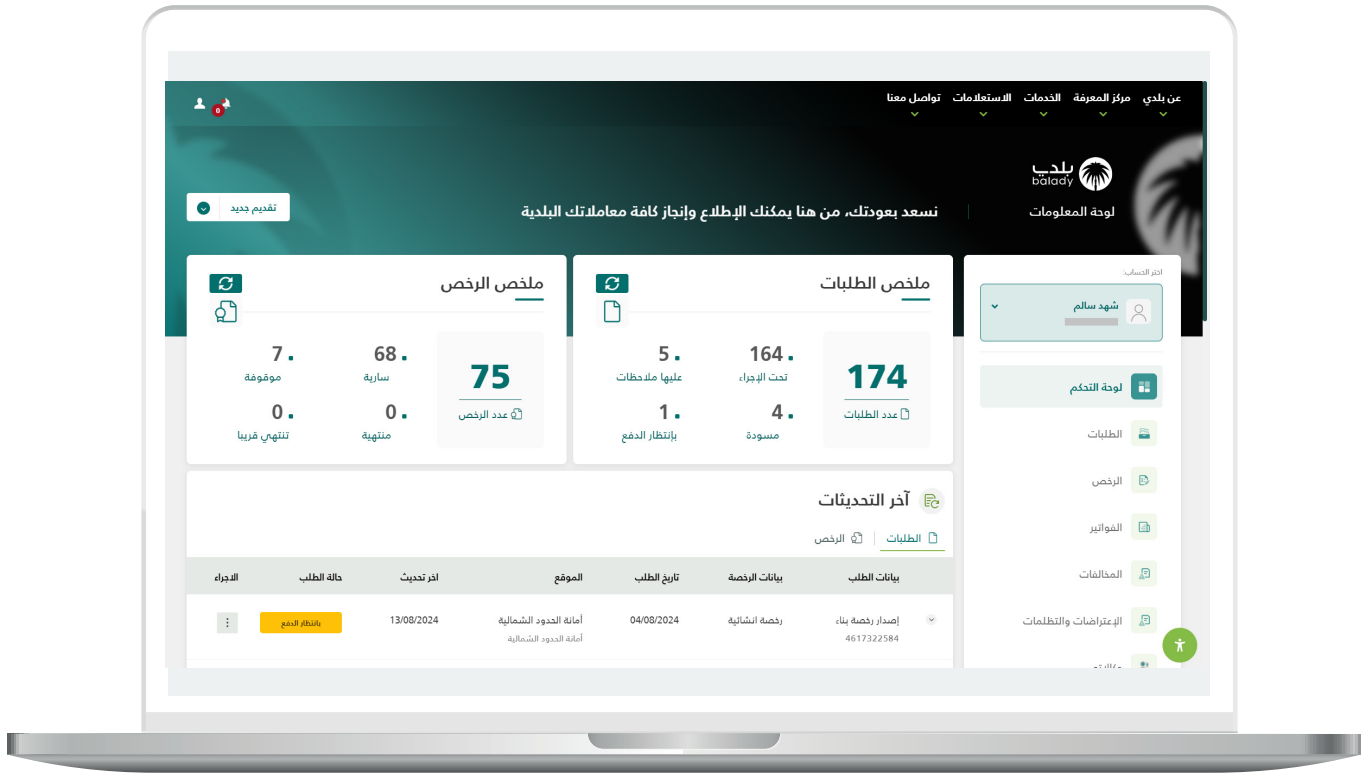 عن بلدي مركز المعرفة الخدمات الاستعلامات تواصل معنا
0
بلدي
balady
لوحة المعلومات
نسعد بعودتك، من هنا يمكنك الإطلاع وإنجاز كافة معاملاتك البلدية
تقديم جديد
اختر الحساب:
شهد سالم
لوحة التحكم
الطلبات
الرخص
الفواتير
المخالفات
الإعتراضات والتظلمات
ملخص الطلبات
174
عدد الطلبات
164
تحت الإجراء
5
عليها ملاحظات
4
مسودة
1
بإنتظار الدفع
ملخص الرخص
75
عدد الرخص
68
سارية
7
موقوفة
0
منتهية
0
تنتهي قريبا
آخر التحديثات
الطلبات الرخص
بيانات الطلب بيانات الرخصة تاريخ الطلب الموقع اخر تحديث حالة الطلب الاجراء
إصدار رخصة بناء رخصة انشائية 04/08/2024 أمانة الحدود الشمالية 13/08/2024 بانتظار الدفع
4617322584 أمانة الحدود الشمالية